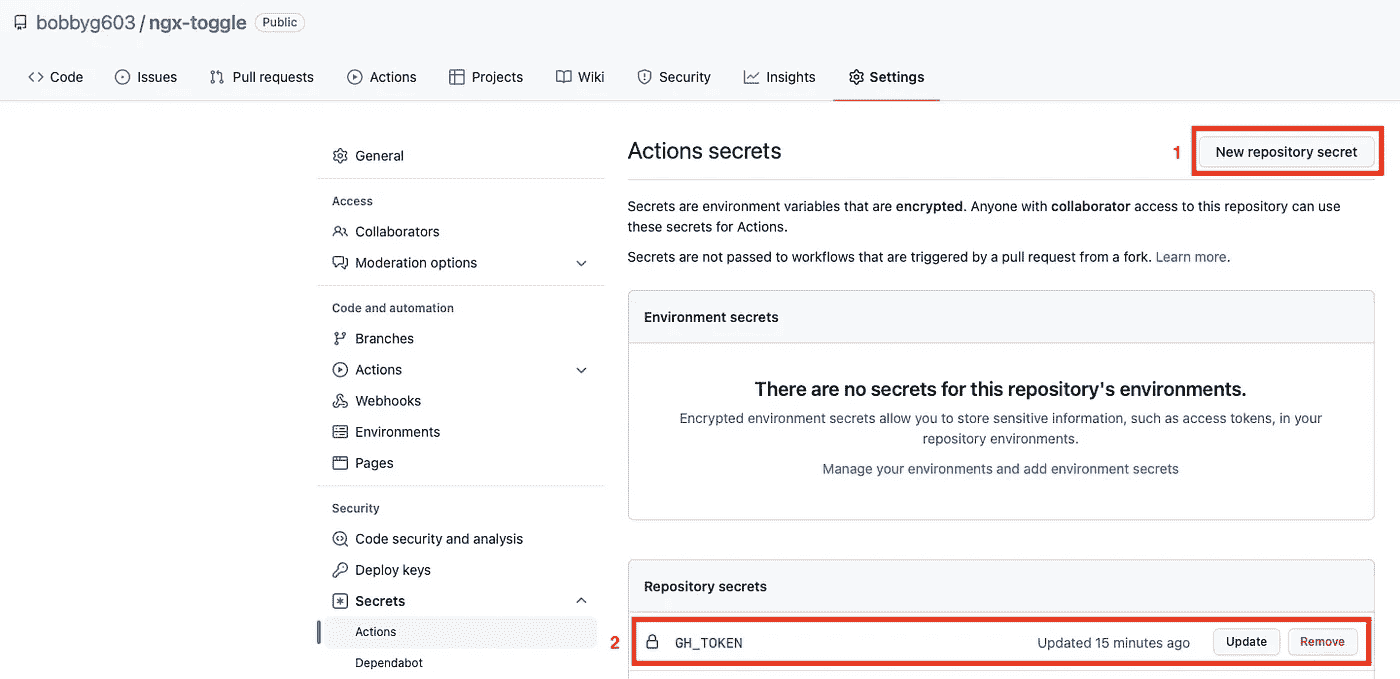 bobbyg603 / ngx-toggle Public
Code Issues Pull requests Actions Projects Wiki Security Insights Settings
General
Access
Collaborators
Moderation options
Code and automation
Branches
Actions
Webhooks
Environments
Pages
Security
Code security and analysis
Deploy keys
Secrets
Actions
Dependabot
Actions secrets
1 New repository secret
Secrets are environment variables that are encrypted. Anyone with collaborator access to this repository can use
these secrets for Actions.
Secrets are not passed to workflows that are triggered by a pull request from a fork. Learn more.
Environment secrets
There are no secrets for this repository's environments.
Encrypted environment secrets allow you to store sensitive information, such as access tokens, in your
repository environments.
Manage your environments and add environment secrets
Repository secrets
2 GH_TOKEN Updated 15 minutes ago Update Remove